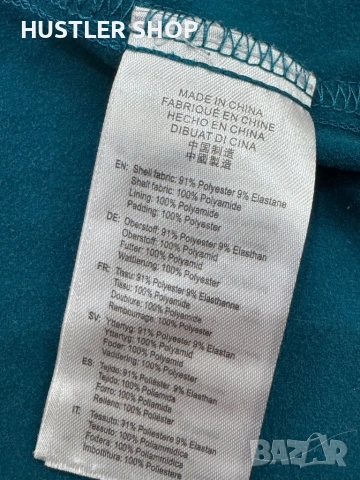 HUSTLER SHOP
MADE IN CHINA
FABRIQUÉ EN CHINE
HECHO EN CHINA
DIBUAT DI CINA
中国制造
中國製造
EN: Shell fabric: 91% Polyester 9% Elastane
Shell fabric: 100% Polyamide
Lining: 100% Polyamide
Padding: 100% Polyester
DE: Oberstoff: 91% Polyester 9% Elasthan
Oberstoff: 100% Polyamid
Futter: 100% Polyamid
Wattierung: 100% Polyester
FR: Tissu: 91% Polyester 9% Elasthanne
Tissu: 100% Polyamide
Doublure: 100% Polyamide
Rembourrage: 100% Polyester
SV: Yttertyg: 91% Polyester 9% Elastan
Yttertyg: 100% Polyamid
Foder: 100% Polyamid
Vaddering: 100% Polyester
ES: Tejido: 91% Poliéster 9% Elastano
Tejido: 100% Poliamida
Forro: 100% Poliamida
Relleno: 100% Poliéster
IT: Tessuto: 91% Poliestere 9% Elastan
Tessuto: 100% Poliammidica
Fodera: 100% Poliammidica
Imbottitura: 100% Poliestere
bazar